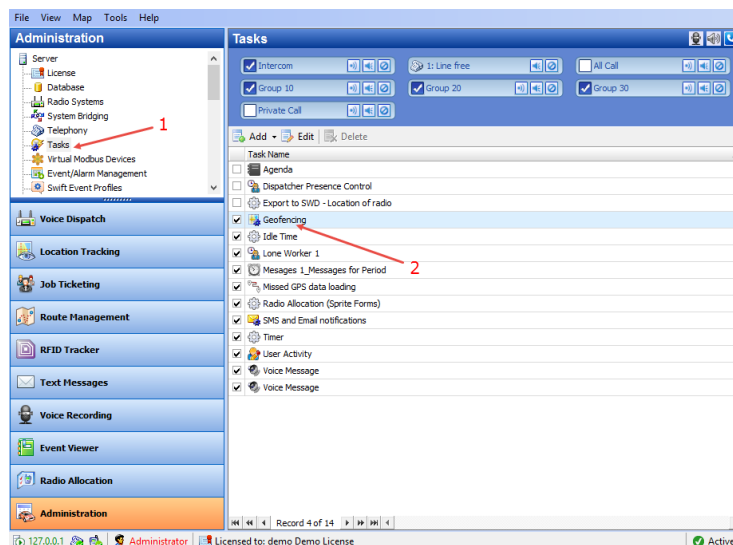 File View Map Tools Help
Administration
Tasks
Server
License
Database
Radio Systems
System Bridging
Telephony
Tasks
Virtual Modbus Devices
Event/Alarm Management
Swift Event Profiles
1
Voice Dispatch
Location Tracking
Job Ticketing
Route Management
RFID Tracker
Text Messages
Voice Recording
Event Viewer
Radio Allocation
Administration
Intercom 1: Line free All Call
Group 10 Group 20 Group 30
Private Call
Add Edit Delete
Task Name
Agenda
Dispatcher Presence Control
Export to SWD - Location of radio
Geofencing
Idle Time
Lone Worker 1
2
Mesages 1_Messages for Period
Missed GPS data loading
Radio Allocation (Sprite Forms)
SMS and Email notifications
Timer
User Activity
Voice Message
Voice Message
Record 4 of 14
127.0.0.1 Administrator Licensed to: demo Demo License Active